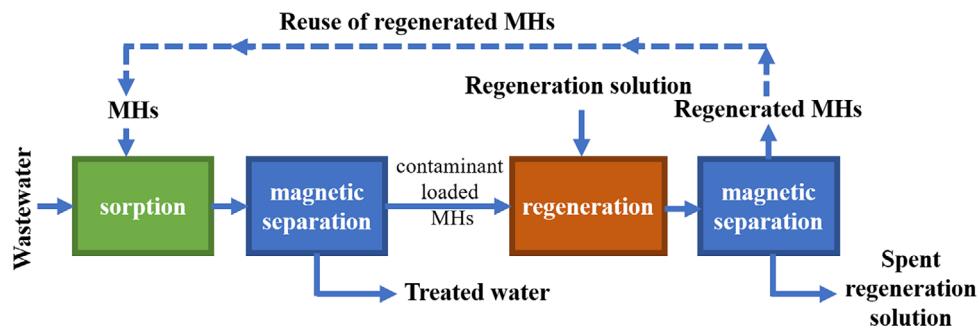 Reuse of regenerated MHs
MHs
Regeneration solution
Regenerated MHs
Wastewater
sorption
magnetic
separation
contaminant
loaded
MHs
regeneration
magnetic
separation
Treated water
Spent
regeneration
solution